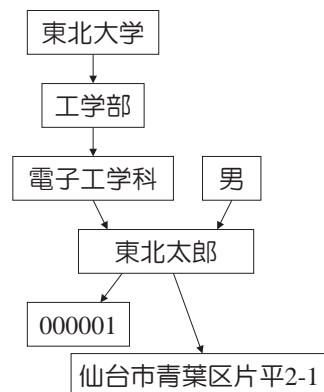 東北大学
工学部
電子工学科
男
東北太郎
000001
仙台市青葉区片平2-1